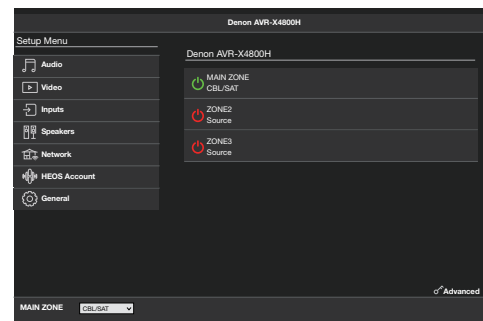 Denon AVR-X4800H
Setup Menu
Audio
Video
Inputs
Speakers
Network
HEOS Account
General
Denon AVR-X4800H
MAIN ZONE
CBL/SAT
ZONE2
Source
ZONE3
Source
Advanced
MAIN ZONE CBL/SAT